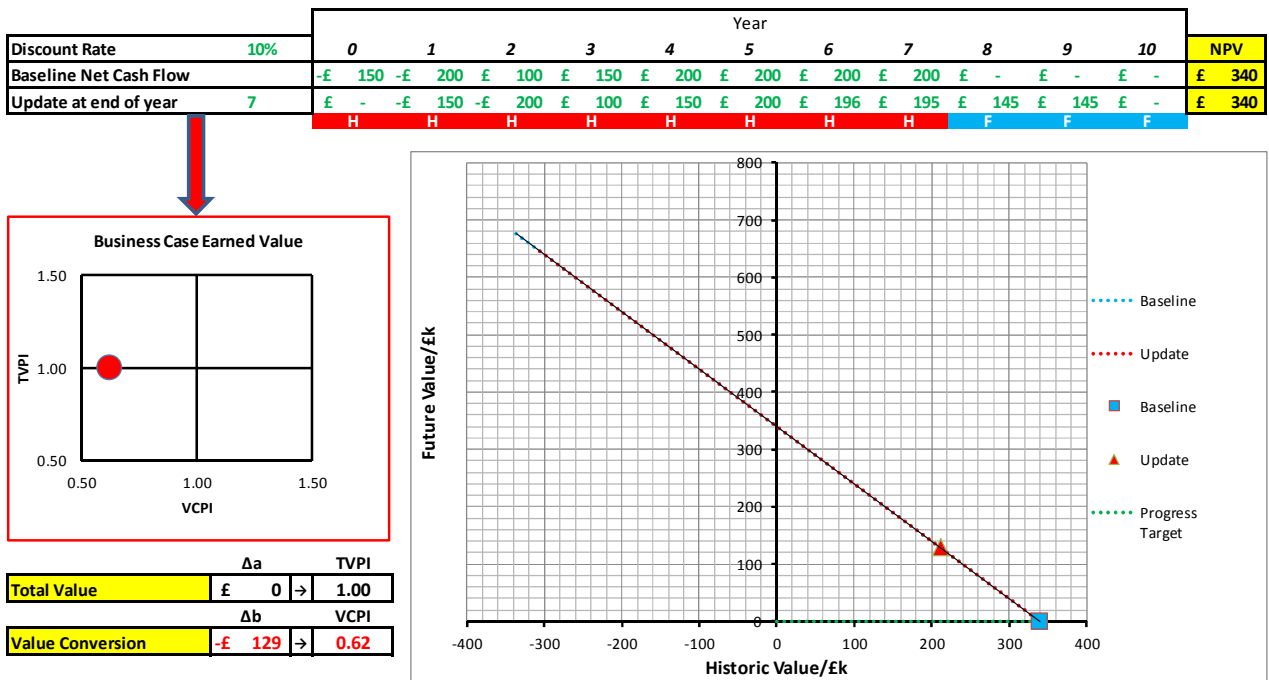 Year
Discount Rate 10% 0 1 2 3 4 5 6 7 8 9 10 NPV
Baseline Net Cash Flow -£ 150 -£ 200 £ 100 £ 150 £ 200 £ 200 £ 200 £ 200 £ - £ - £ - £ 340
Update at end of year 7 £ - -£ 150 -£ 200 £ 100 £ 150 £ 200 £ 196 £ 195 £ 145 £ 145 £ - £ 340
H H H H H H H H F F F
Business Case Earned Value
1.50
1.00
0.50
TVPI
0.50 1.00 1.50
VCPI
Δa TVPI
Total Value £ 0 → 1.00
Δb VCPI
Value Conversion -£ 129 → 0.62
800
700
600
500
400
300
200
100
0
Future Value/£k
-400 -300 -200 -100 0 100 200 300 400
Historic Value/£k
Baseline
Update
Baseline
Update
Progress
Target